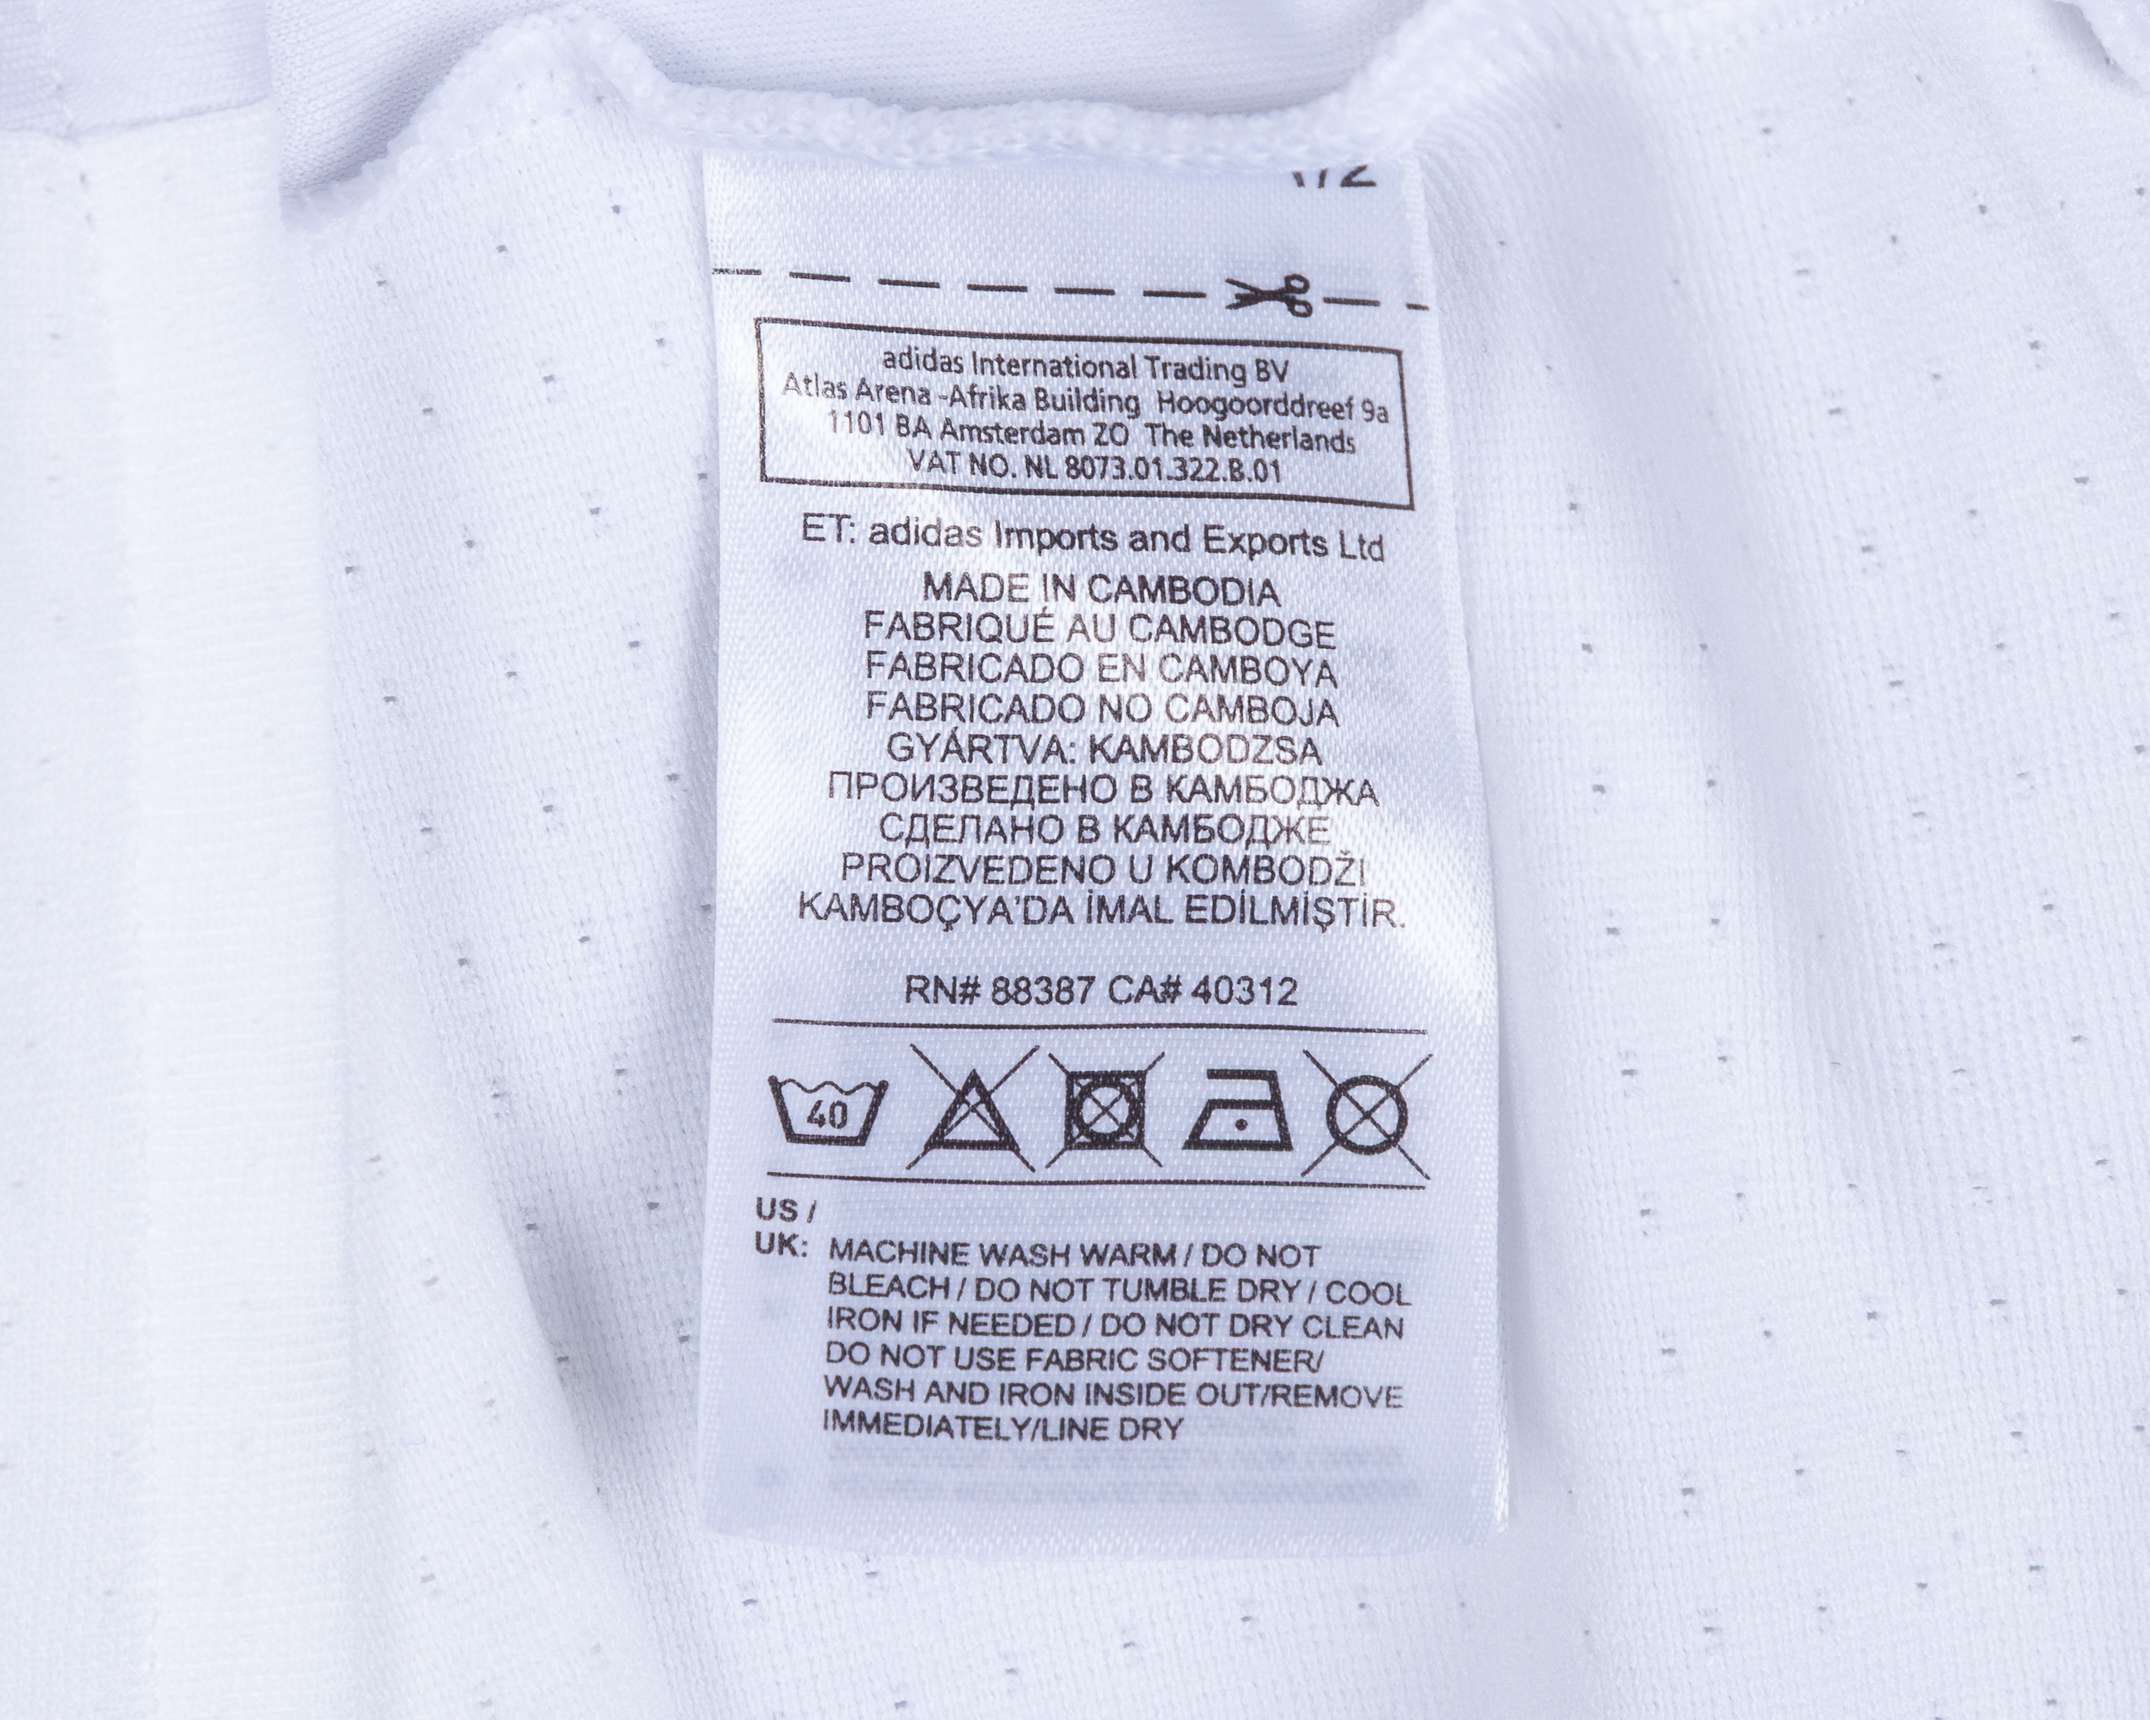 adidas International Trading BV
Atlas Arena -Afrika Building Hoogoorddreef 9a
1101 BA Amsterdam ZO The Netherlands
VAT NO. NL 8073.01.322.B.01
ET: adidas Imports and Exports Ltd
MADE IN CAMBODIA
FABRIQUÉ AU CAMBODGE
FABRICADO EN CAMBOYA
FABRICADO NO CAMBOJA
GYÁRTVA: KAMBODZSA
ПРОИЗВЕДЕНО В КАМБОДЖА
СДЕЛАНО В КАМБОДЖЕ
PROIZVEDENO U KOMBODŽI
KAMBOÇYA'DA İMAL EDİLMİŞTİR.
RN# 88387 CA# 40312
40
US /
UK: MACHINE WASH WARM / DO NOT
BLEACH / DO NOT TUMBLE DRY / COOL
IRON IF NEEDED / DO NOT DRY CLEAN
DO NOT USE FABRIC SOFTENER/
WASH AND IRON INSIDE OUT/REMOVE
IMMEDIATELY/LINE DRY